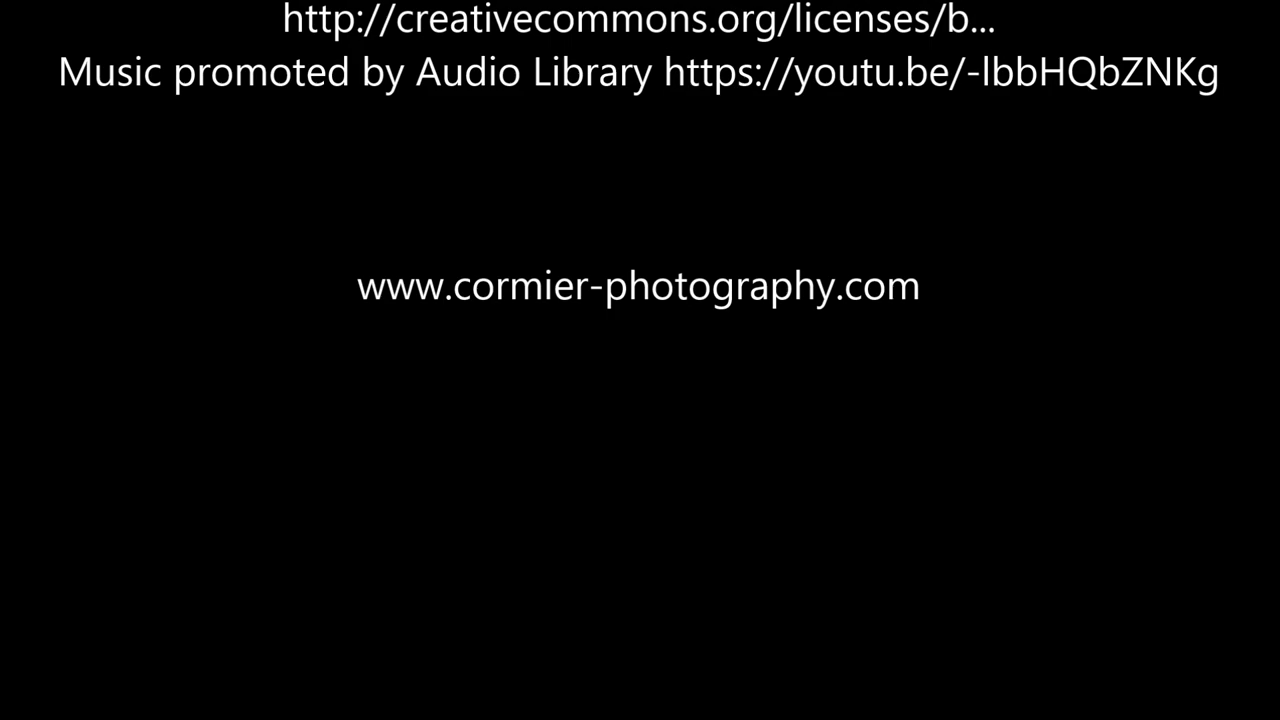 http://creativecommons.org/licenses/b...
Music promoted by Audio Library https://youtu.be/-lbbHQbZNKg
www.cormier-photography.com